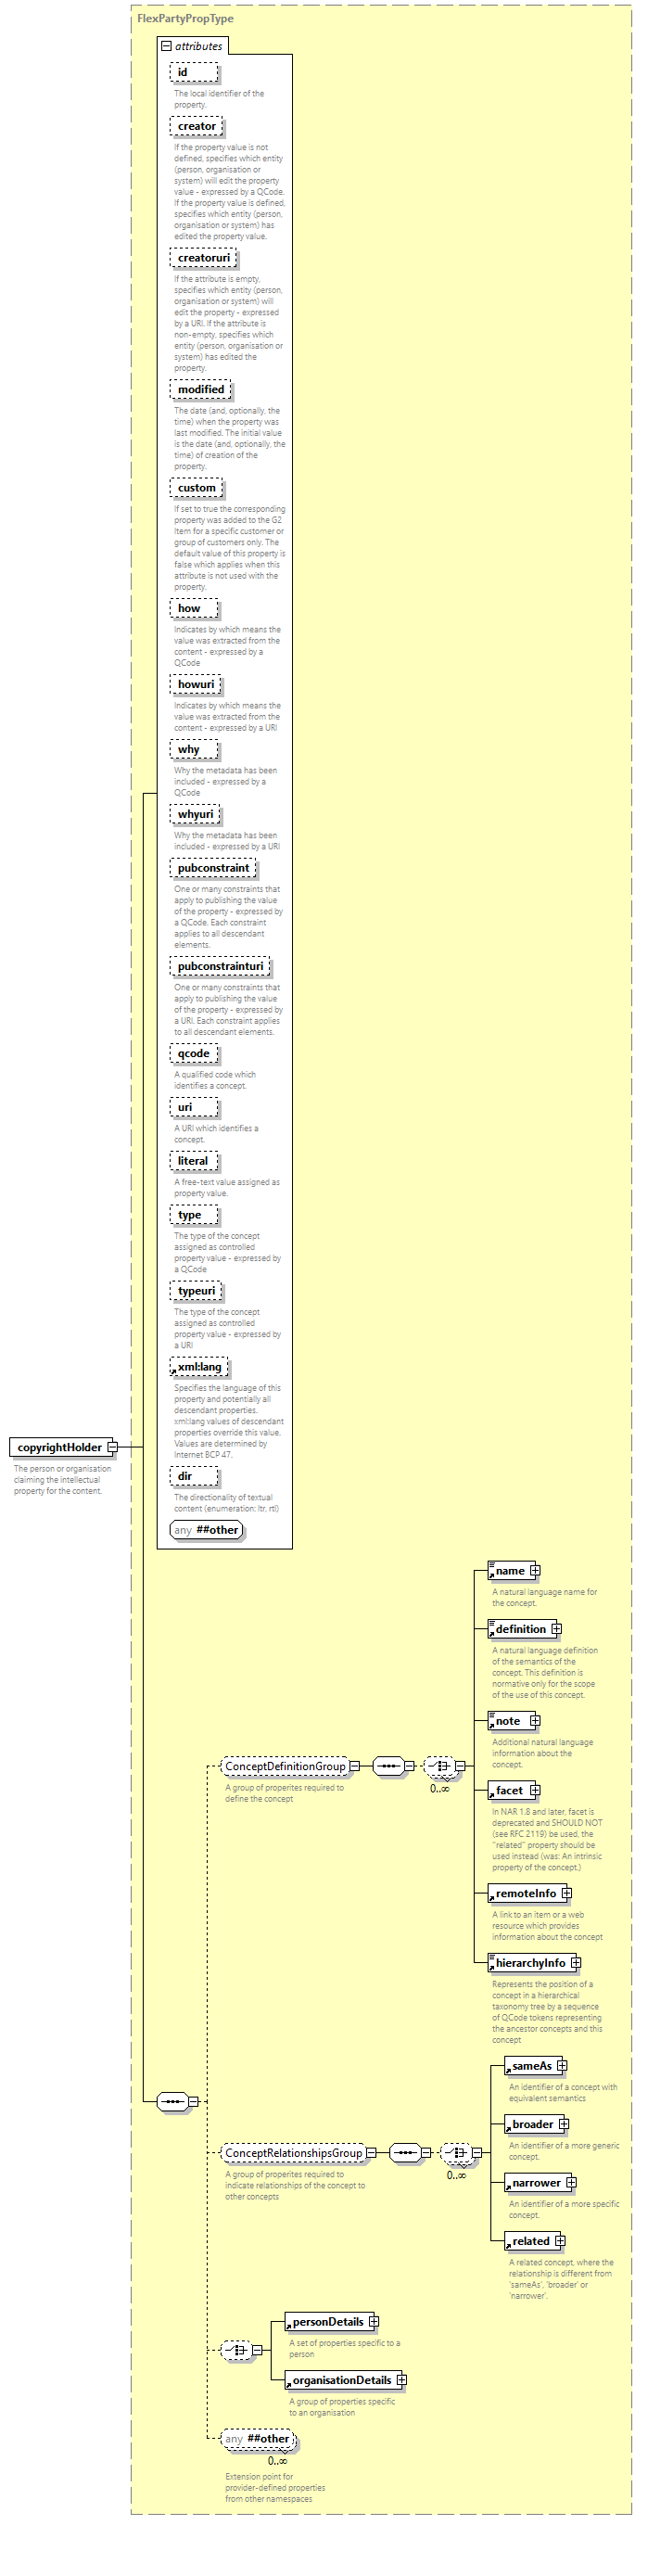 FlexPartyPropType
attributes
id
The local identifier of the
property.
creator
If the property value is not
defined, specifies which entity
(person, organisation or
system) will edit the property
value - expressed by a QCode.
If the property value is defined,
specifies which entity (person,
organisation or system) has
edited the property value.
creatoruri
If the attribute is empty,
specifies which entity (person,
organisation or system) will
edit the property - expressed
by a URI. If the attribute is
non-empty, specifies which
entity (person, organisation or
system) has edited the
property.
modified
The date (and, optionally, the
time) when the property was
last modified. The initial value
is the date (and, optionally, the
time) of creation of the
property.
custom
If set to true the corresponding
property was added to the G2
Item for a specific customer or
group of customers only. The
default value of this property is
false which applies when this
attribute is not used with the
property.
how
Indicates by which means the
value was extracted from the
content - expressed by a
QCode
howuri
Indicates by which means the
value was extracted from the
content - expressed by a URI
why
Why the metadata has been
included - expressed by a
QCode
whyuri
Why the metadata has been
included - expressed by a URI
pubconstraint
One or many constraints that
apply to publishing the value
of the property - expressed by
a QCode. Each constraint
applies to all descendant
elements.
pubconstrainturi
One or many constraints that
apply to publishing the value
of the property - expressed by
a URI. Each constraint applies
to all descendant elements.
qcode
A qualified code which
identifies a concept.
uri
A URI which identifies a
concept.
literal
A free-text value assigned as
property value.
type
The type of the concept
assigned as controlled
property value - expressed by
a QCode
typeuri
The type of the concept
assigned as controlled
property value - expressed by
a URI
xml:lang
Specifies the language of this
property and potentially all
descendant properties.
xml:lang values of descendant
properties override this value.
Values are determined by
Internet BCP 47.
dir
The directionality of textual
content (enumeration: ltr, rtl)
any ##other
copyrightHolder
The person or organisation
claiming the intellectual
property for the content.
ConceptDefinitionGroup
A group of properites required to
define the concept
0..∞
name
A natural language name for
the concept.
definition
A natural language definition
of the semantics of the
concept. This definition is
normative only for the scope
of the use of this concept.
note
Additional natural language
information about the
concept.
facet
In NAR 1.8 and later, facet is
deprecated and SHOULD NOT
(see RFC 2119) be used, the
"related" property should be
used instead (was: An intrinsic
property of the concept.)
remoteInfo
A link to an item or a web
resource which provides
information about the concept
hierarchyInfo
Represents the position of a
concept in a hierarchical
taxonomy tree by a sequence
of QCode tokens representing
the ancestor concepts and this
concept
ConceptRelationshipsGroup
A group of properites required to
indicate relationships of the concept to
other concepts
0..∞
sameAs
An identifier of a concept with
equivalent semantics
broader
An identifier of a more generic
concept.
narrower
An identifier of a more specific
concept.
related
A related concept, where the
relationship is different from
'sameAs', 'broader' or
'narrower'.
personDetails
A set of properties specific to a
person
organisationDetails
A group of properties specific
to an organisation
any ##other
0..∞
Extension point for
provider-defined properties
from other namespaces